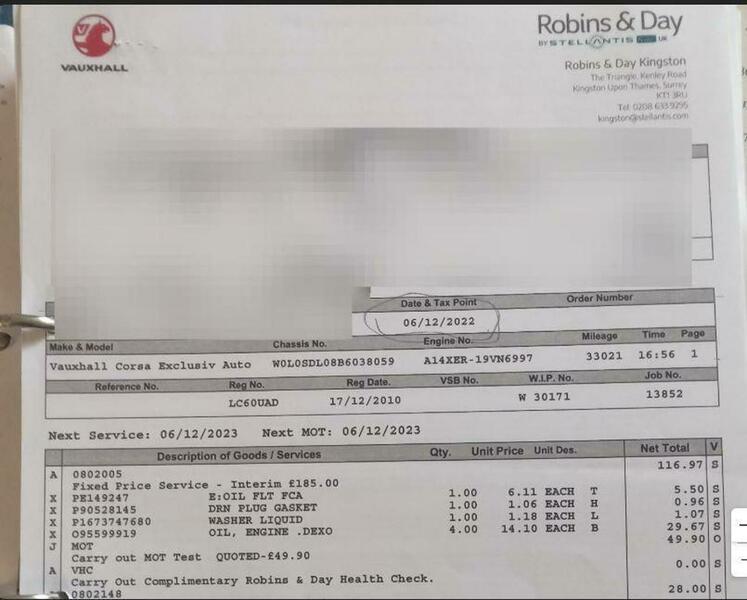 VAUXHALL
Robins & Day
BY STELLANTIS &YOU UK
Robins & Day Kingston
The Triangle, Kenley Road
Kingston Upon Thames, Surrey
KT1 3RU
Tel: 0208 633 9295
kingston@stellantis.com
Date & Tax Point Order Number
06/12/2022
Make & Model Chassis No. Engine No. Mileage Time Page
Vauxhall Corsa Exclusiv Auto W0L0SDL08B6038059 A14XER-19VN6997 33021 16:56 1
Reference No. Reg No. Reg Date. VSB No. W.I.P. No. Job No.
LC60UAD 17/12/2010 W 30171 13852
Next Service: 06/12/2023 Next MOT: 06/12/2023
Description of Goods / Services Qty. Unit Price Unit Des. Net Total V
A 0802005 116.97 S
Fixed Price Service - Interim £185.00
X PE149247 E:OIL FLT FCA 1.00 6.11 EACH T 5.50 S
X P90528145 DRN PLUG GASKET 1.00 1.06 EACH H 0.96 S
X P1673747680 WASHER LIQUID 1.00 1.18 EACH L 1.07 S
X O95599919 OIL, ENGINE .DEXO 4.00 14.10 EACH B 29.67 S
J MOT 49.90 O
Carry out MOT Test QUOTED-£49.90
A VHC 0.00 S
Carry Out Complimentary Robins & Day Health Check.
0802148 28.00 S